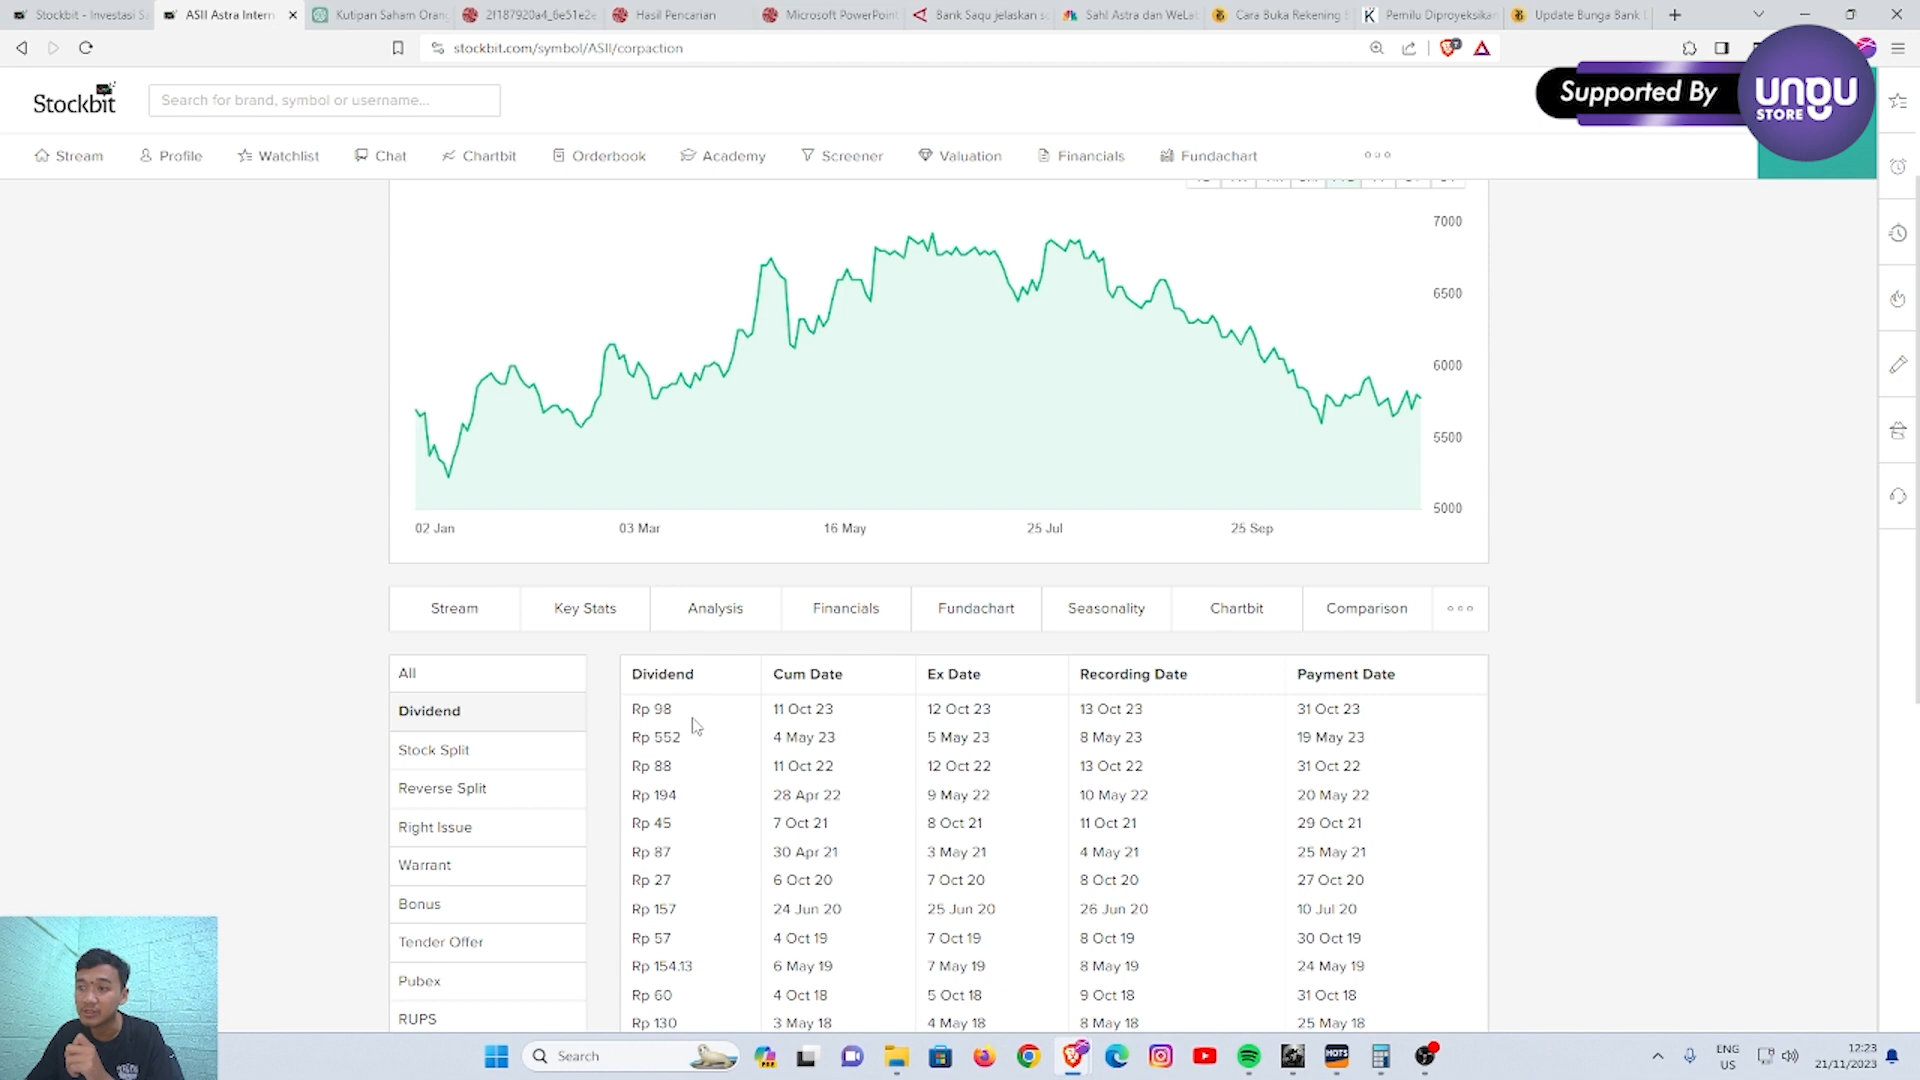 Stockbit - Investasi Sa
ASII Astra Intern
Kutipan Saham Orang
2f187920a4_6e51e2e
Hasil Pencarian
Microsoft PowerPoint
Bank Saqu jelaskan so
Sah! Astra dan WeLa
Cara Buka Rekening
Pemilu Diproyeksikan
Update Bunga Bank
stockbit.com/symbol/ASII/corpaction
Supported By
UNGU
STORE
Stockbit
Search for brand, symbol or username...
Stream Profile Watchlist Chat Chartbit Orderbook Academy Screener Valuation Financials Fundachart
7000
6500
6000
5500
5000
02 Jan 03 Mar 16 May 25 Jul 25 Sep
Stream Key Stats Analysis Financials Fundachart Seasonality Chartbit Comparison
All
Dividend
Stock Split
Reverse Split
Right Issue
Warrant
Bonus
Tender Offer
Pubex
RUPS
Dividend Cum Date Ex Date Recording Date Payment Date
Rp 98 11 Oct 23 12 Oct 23 13 Oct 23 31 Oct 23
Rp 552 4 May 23 5 May 23 8 May 23 19 May 23
Rp 88 11 Oct 22 12 Oct 22 13 Oct 22 31 Oct 22
Rp 194 28 Apr 22 9 May 22 10 May 22 20 May 22
Rp 45 7 Oct 21 8 Oct 21 11 Oct 21 29 Oct 21
Rp 87 30 Apr 21 3 May 21 4 May 21 25 May 21
Rp 27 6 Oct 20 7 Oct 20 8 Oct 20 27 Oct 20
Rp 157 24 Jun 20 25 Jun 20 26 Jun 20 10 Jul 20
Rp 57 4 Oct 19 7 Oct 19 8 Oct 19 30 Oct 19
Rp 154.13 6 May 19 7 May 19 8 May 19 24 May 19
Rp 60 4 Oct 18 5 Oct 18 9 Oct 18 31 Oct 18
Rp 130 3 May 18 4 May 18 8 May 18 25 May 18
Search
HOTS
ENG
US
12:23
21/11/2023